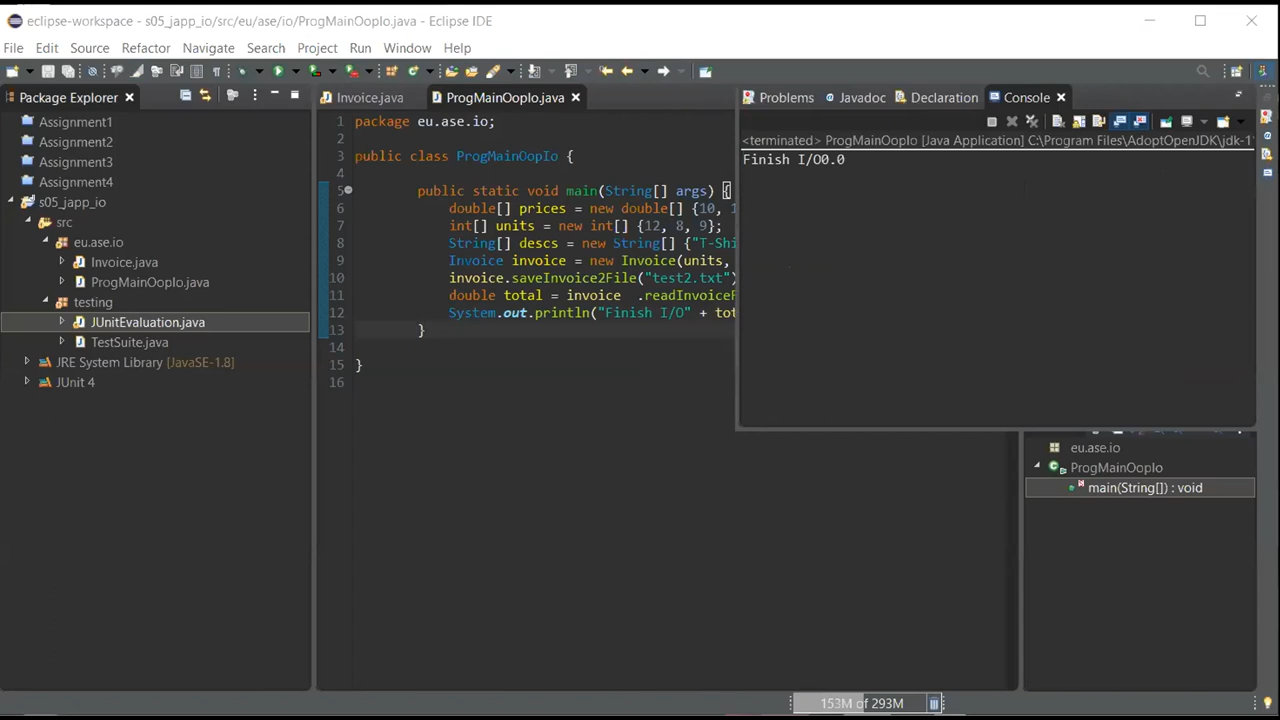 eclipse-workspace - s05_japp_io/src/eu/ase/io/ProgMainOopIo.java - Eclipse IDE
File Edit Source Refactor Navigate Search Project Run Window Help
Package Explorer
Assignment1
Assignment2
Assignment3
Assignment4
s05_japp_io
src
eu.ase.io
Invoice.java
ProgMainOopIo.java
testing
JUnitEvaluation.java
TestSuite.java
JRE System Library [JavaSE-1.8]
JUnit 4
Invoice.java ProgMainOopIo.java
1 package eu.ase.io;
2
3 public class ProgMainOopIo {
4
5 public static void main(String[] args) {
6 double[] prices = new double[] {10, 1
7 int[] units = new int[] {12, 8, 9};
8 String[] descs = new String[] {"T-Shi
9 Invoice invoice = new Invoice(units,
10 invoice.saveInvoice2File("test2.txt")
11 double total = invoice .readInvoiceF
12 System.out.println("Finish I/O" + tot
13 }
14
15 }
16
Problems Javadoc Declaration Console
<terminated> ProgMainOopIo [Java Application] C:\Program Files\AdoptOpenJDK\jdk-1
Finish I/O0.0
eu.ase.io
ProgMainOopIo
main(String[]) : void
153M of 293M